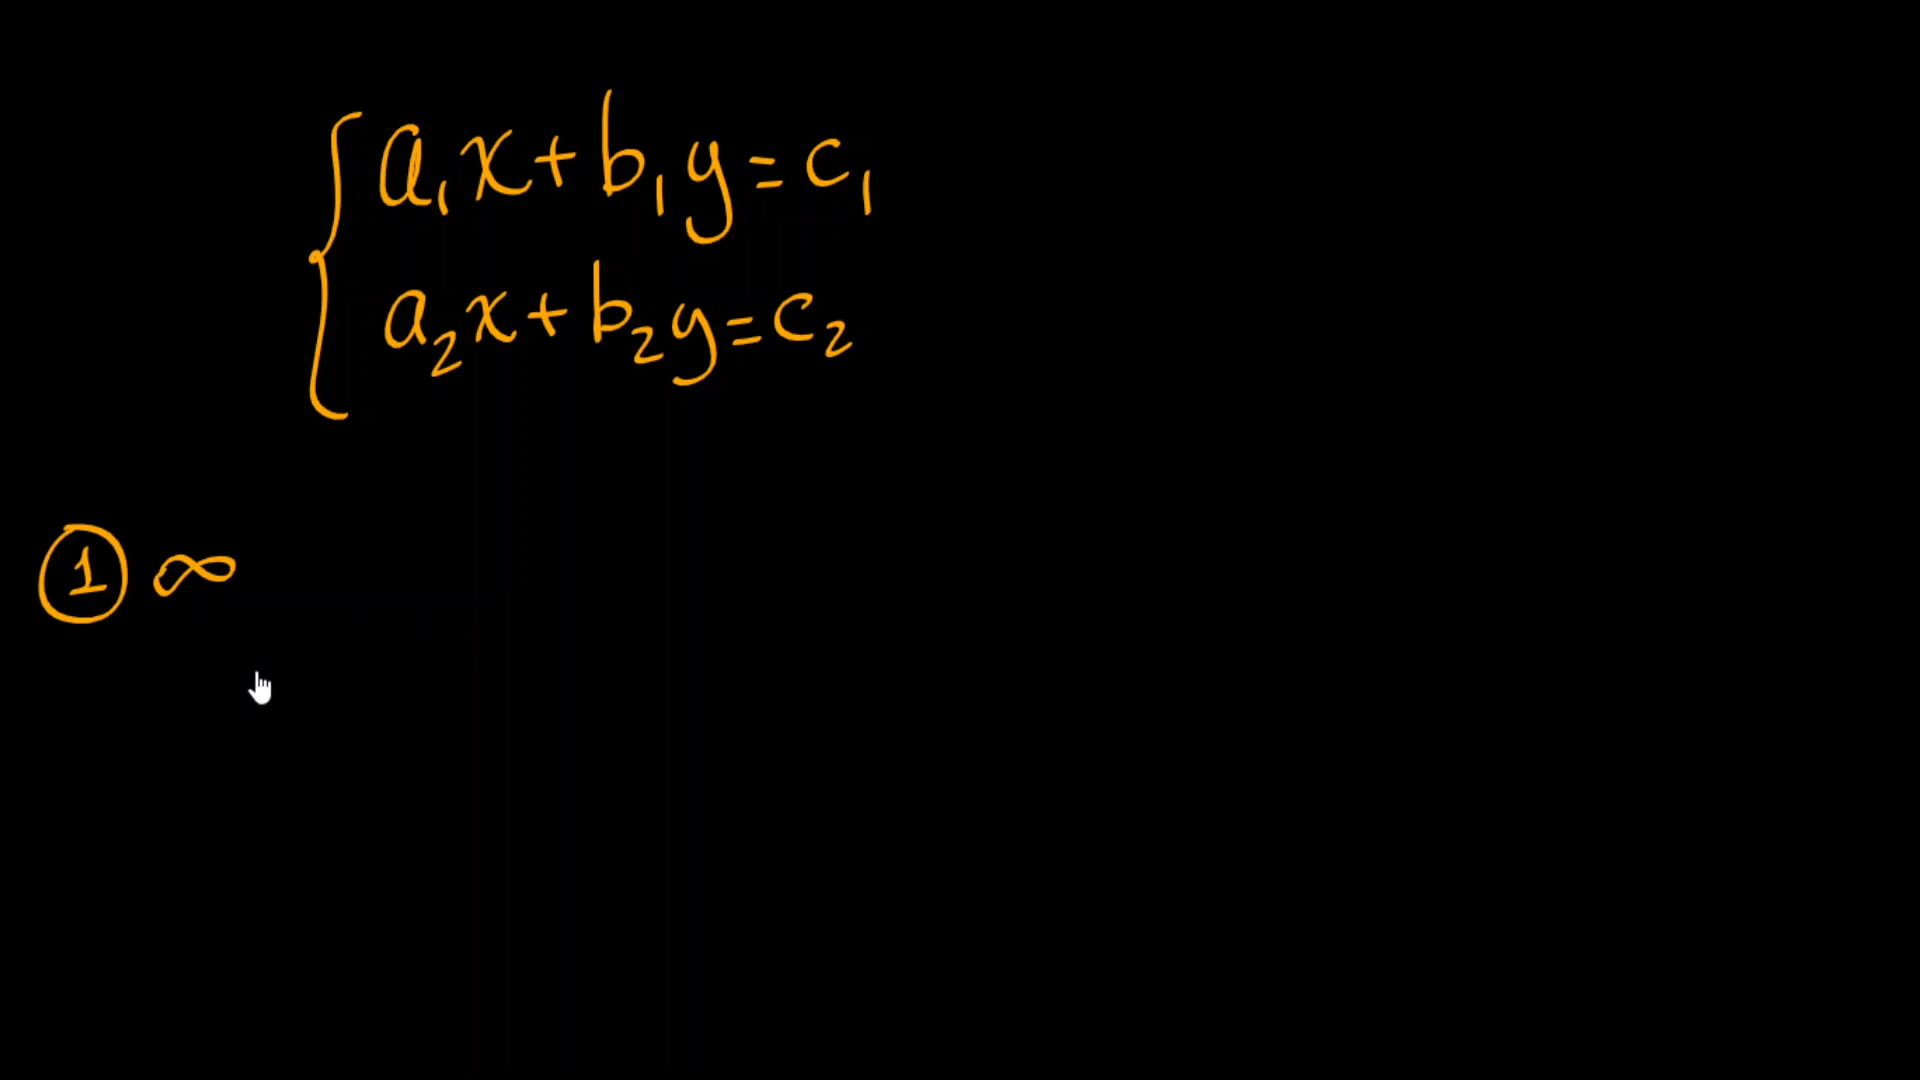 a₁x+b₁y=c₁
a₂x+b₂y=c₂
① ∞